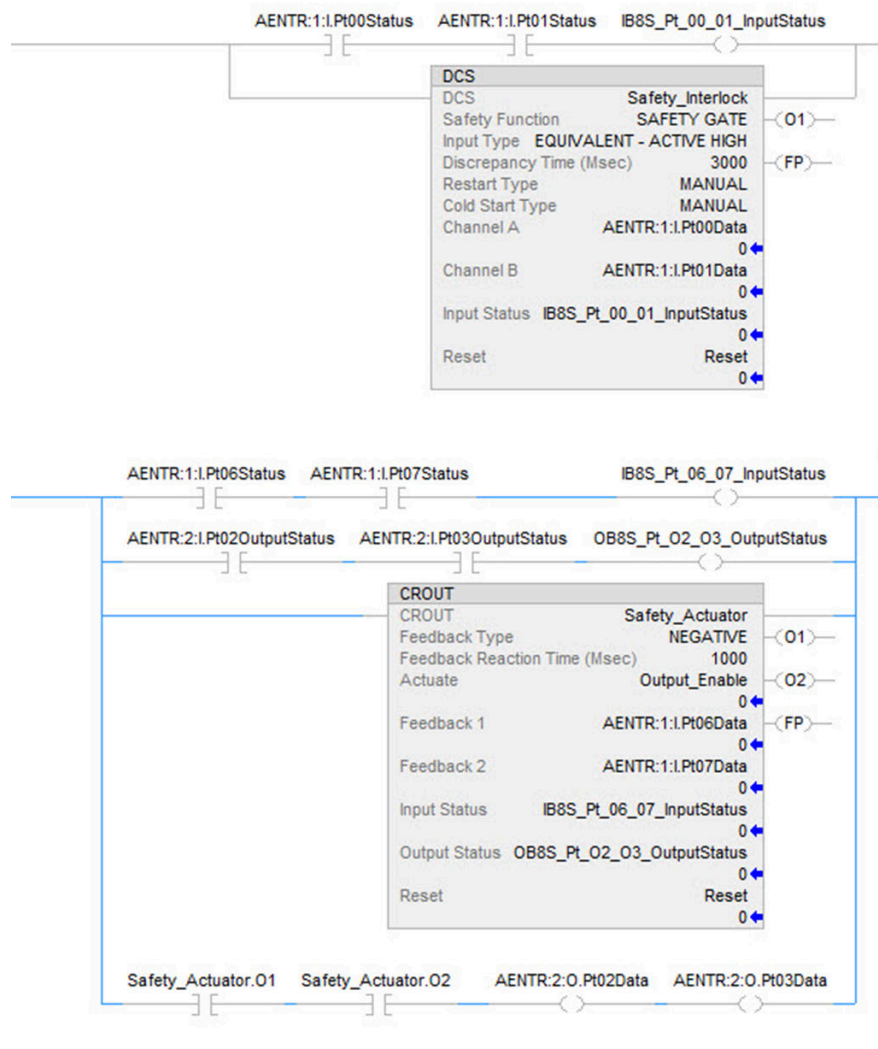 AENTR:1:I.Pt00Status AENTR:1:I.Pt01Status IB8S_Pt_00_01_InputStatus
DCS
DCS Safety_Interlock
Safety Function SAFETY GATE O1
Input Type EQUIVALENT - ACTIVE HIGH
Discrepancy Time (Msec) 3000 FP
Restart Type MANUAL
Cold Start Type MANUAL
Channel A AENTR:1:I.Pt00Data
0
Channel B AENTR:1:I.Pt01Data
0
Input Status IB8S_Pt_00_01_InputStatus
0
Reset Reset
0
AENTR:1:I.Pt06Status AENTR:1:I.Pt07Status IB8S_Pt_06_07_InputStatus
AENTR:2:I.Pt02OutputStatus AENTR:2:I.Pt03OutputStatus OB8S_Pt_O2_O3_OutputStatus
CROUT
CROUT Safety_Actuator
Feedback Type NEGATIVE O1
Feedback Reaction Time (Msec) 1000
Actuate Output_Enable O2
0
Feedback 1 AENTR:1:I.Pt06Data FP
0
Feedback 2 AENTR:1:I.Pt07Data
0
Input Status IB8S_Pt_06_07_InputStatus
0
Output Status OB8S_Pt_O2_O3_OutputStatus
0
Reset Reset
0
Safety_Actuator.O1 Safety_Actuator.O2 AENTR:2:O.Pt02Data AENTR:2:O.Pt03Data